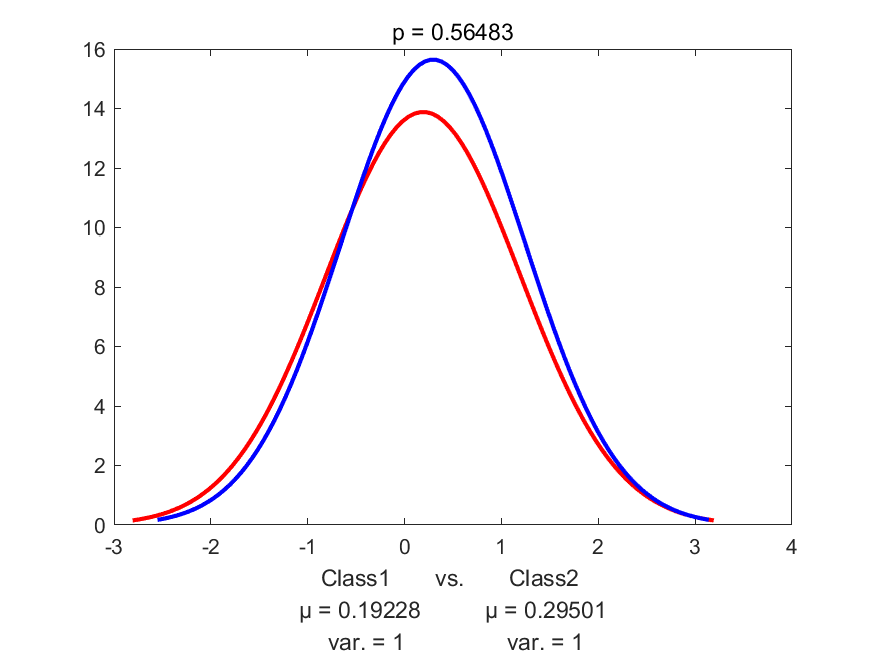 p = 0.56483
16
14
12
10
8
6
4
2
0
-3 -2 -1 0 1 2 3 4
Class1 vs. Class2
μ = 0.19228 μ = 0.29501
var. = 1 var. = 1